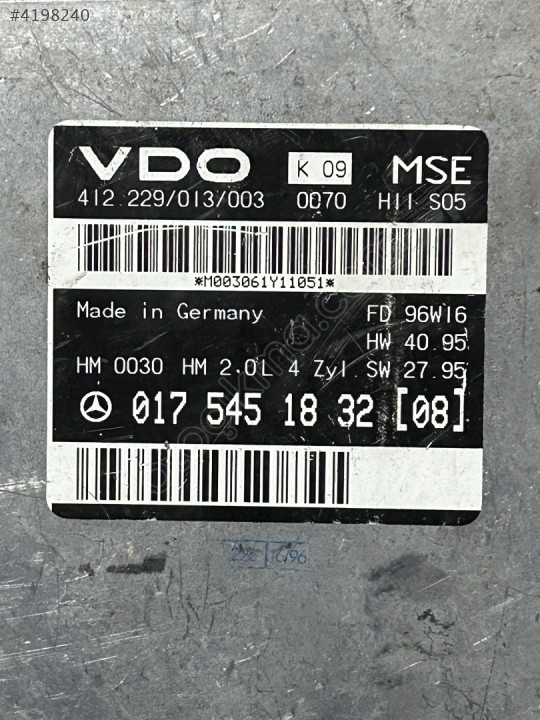 #4198240
VDO K 09 MSE
412.229/013/003 0D70 H11 S05
*M003061Y11051*
Made in Germany FD 96W16
HW 40.95
HM 0030 HM 2.0L 4 Zyl. SW 27.95
017 545 18 32 [08]